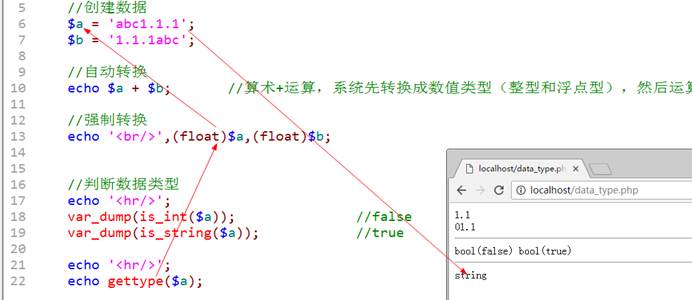 5 //创建数据
6 $a = 'abc1.1.1';
7 $b = '1.1.1abc';
8
9 //自动转换
10 echo $a + $b; //算术+运算，系统先转换成数值类型（整型和浮点型），然后运算
11
12 //强制转换
13 echo '<br/>',(float)$a,(float)$b;
14
15
16 //判断数据类型
17 echo '<hr/>';
18 var_dump(is_int($a)); //false
19 var_dump(is_string($a)); //true
20
21 echo '<hr/>';
22 echo gettype($a);
localhost/data_type.ph
localhost/data_type.php
1.1
01.1
bool(false) bool(true)
string